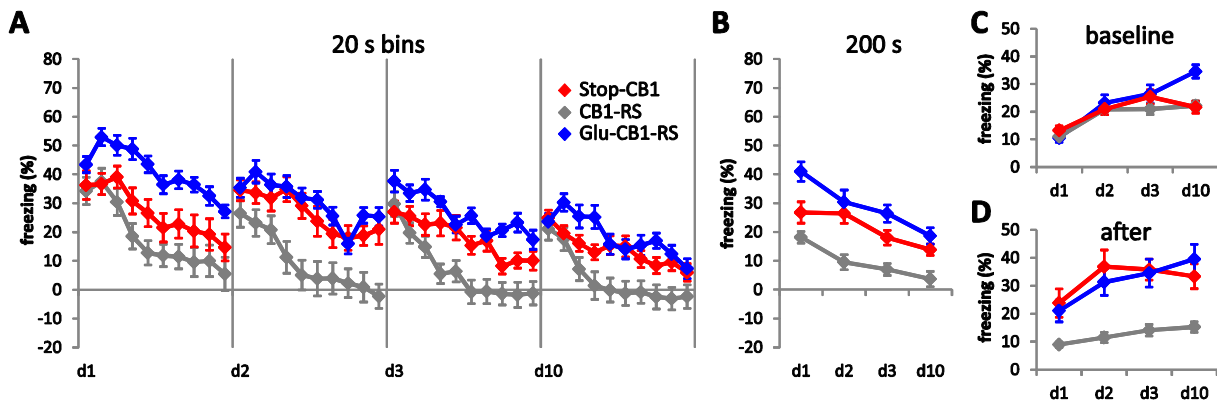 A
20 s bins
freezing (%)
80
70
60
50
40
30
20
10
0
-10
-20
d1
d2
d3
d10
Stop-CB1
CB1-RS
Glu-CB1-RS
B
200 s
freezing (%)
80
70
60
50
40
30
20
10
0
-10
-20
d1 d2 d3 d10
C
baseline
freezing (%)
50
40
30
20
10
0
d1 d2 d3 d10
D
after
freezing (%)
50
40
30
20
10
0
d1 d2 d3 d10